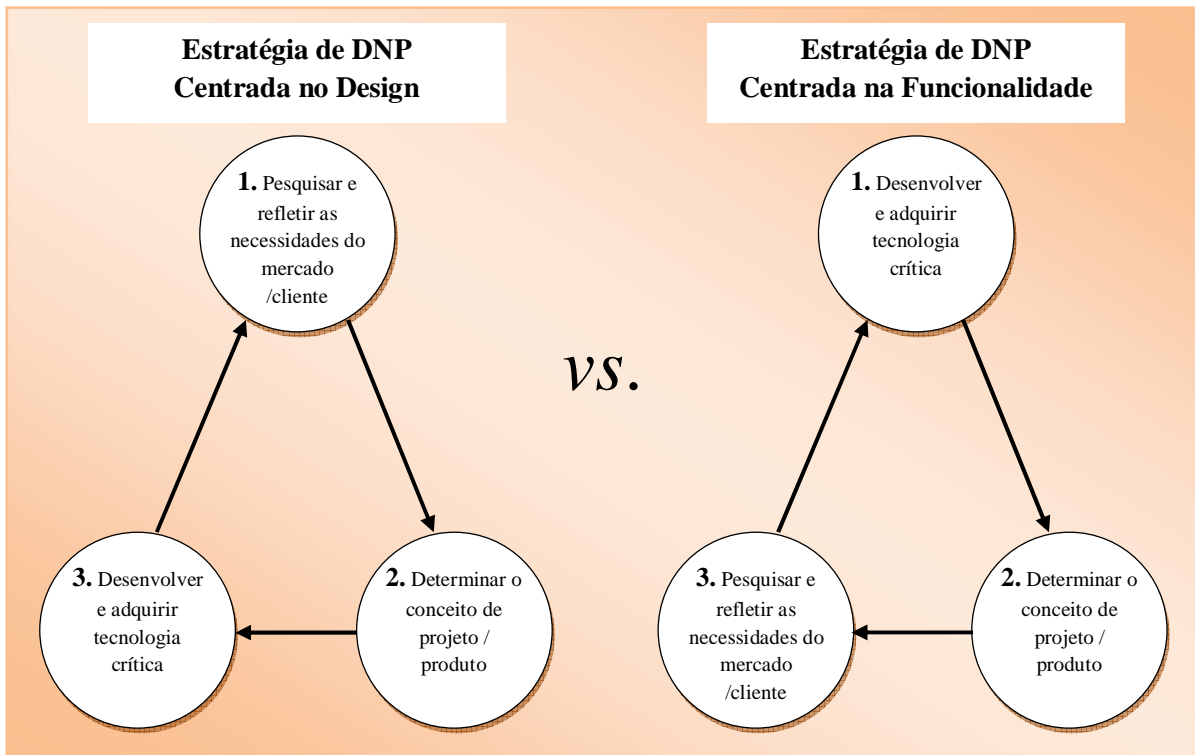 Estratégia de DNP
Centrada no Design
1. Pesquisar e
refletir as
necessidades do
mercado
/cliente
3. Desenvolver
e adquirir
tecnologia
crítica
2. Determinar o
conceito de
projeto /
produto
vs.
Estratégia de DNP
Centrada na Funcionalidade
1. Desenvolver
e adquirir
tecnologia
crítica
3. Pesquisar e
refletir as
necessidades do
mercado
/cliente
2. Determinar o
conceito de
projeto /
produto